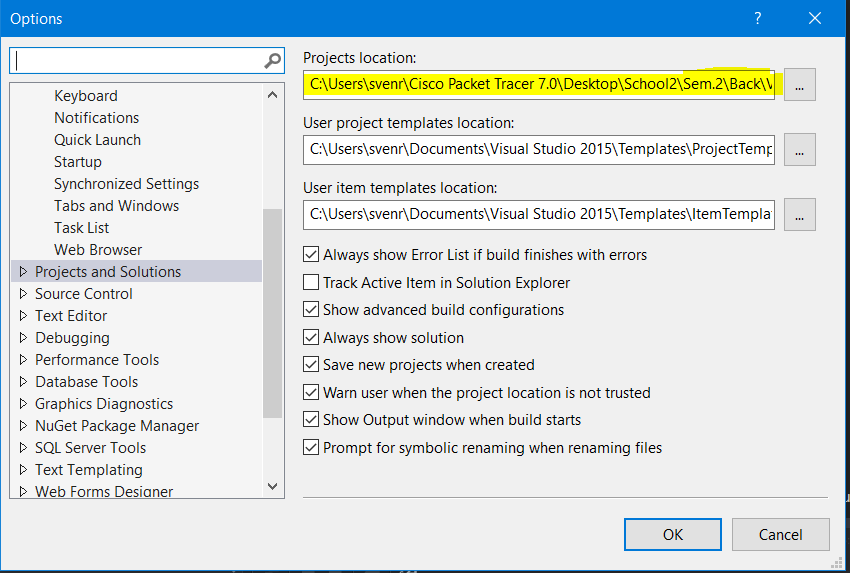 Options
?
Keyboard
Notifications
Quick Launch
Startup
Synchronized Settings
Tabs and Windows
Task List
Web Browser
Projects and Solutions
Source Control
Text Editor
Debugging
Performance Tools
Database Tools
Graphics Diagnostics
NuGet Package Manager
SQL Server Tools
Text Templating
Web Forms Designer
Projects location:
C:\Users\svenr\Cisco Packet Tracer 7.0\Desktop\School2\Sem.2\Back\\
...
User project templates location:
C:\Users\svenr\Documents\Visual Studio 2015\Templates\ProjectTemp
...
User item templates location:
C:\Users\svenr\Documents\Visual Studio 2015\Templates\ItemTempla
...
Always show Error List if build finishes with errors
Track Active Item in Solution Explorer
Show advanced build configurations
Always show solution
Save new projects when created
Warn user when the project location is not trusted
Show Output window when build starts
Prompt for symbolic renaming when renaming files
OK
Cancel